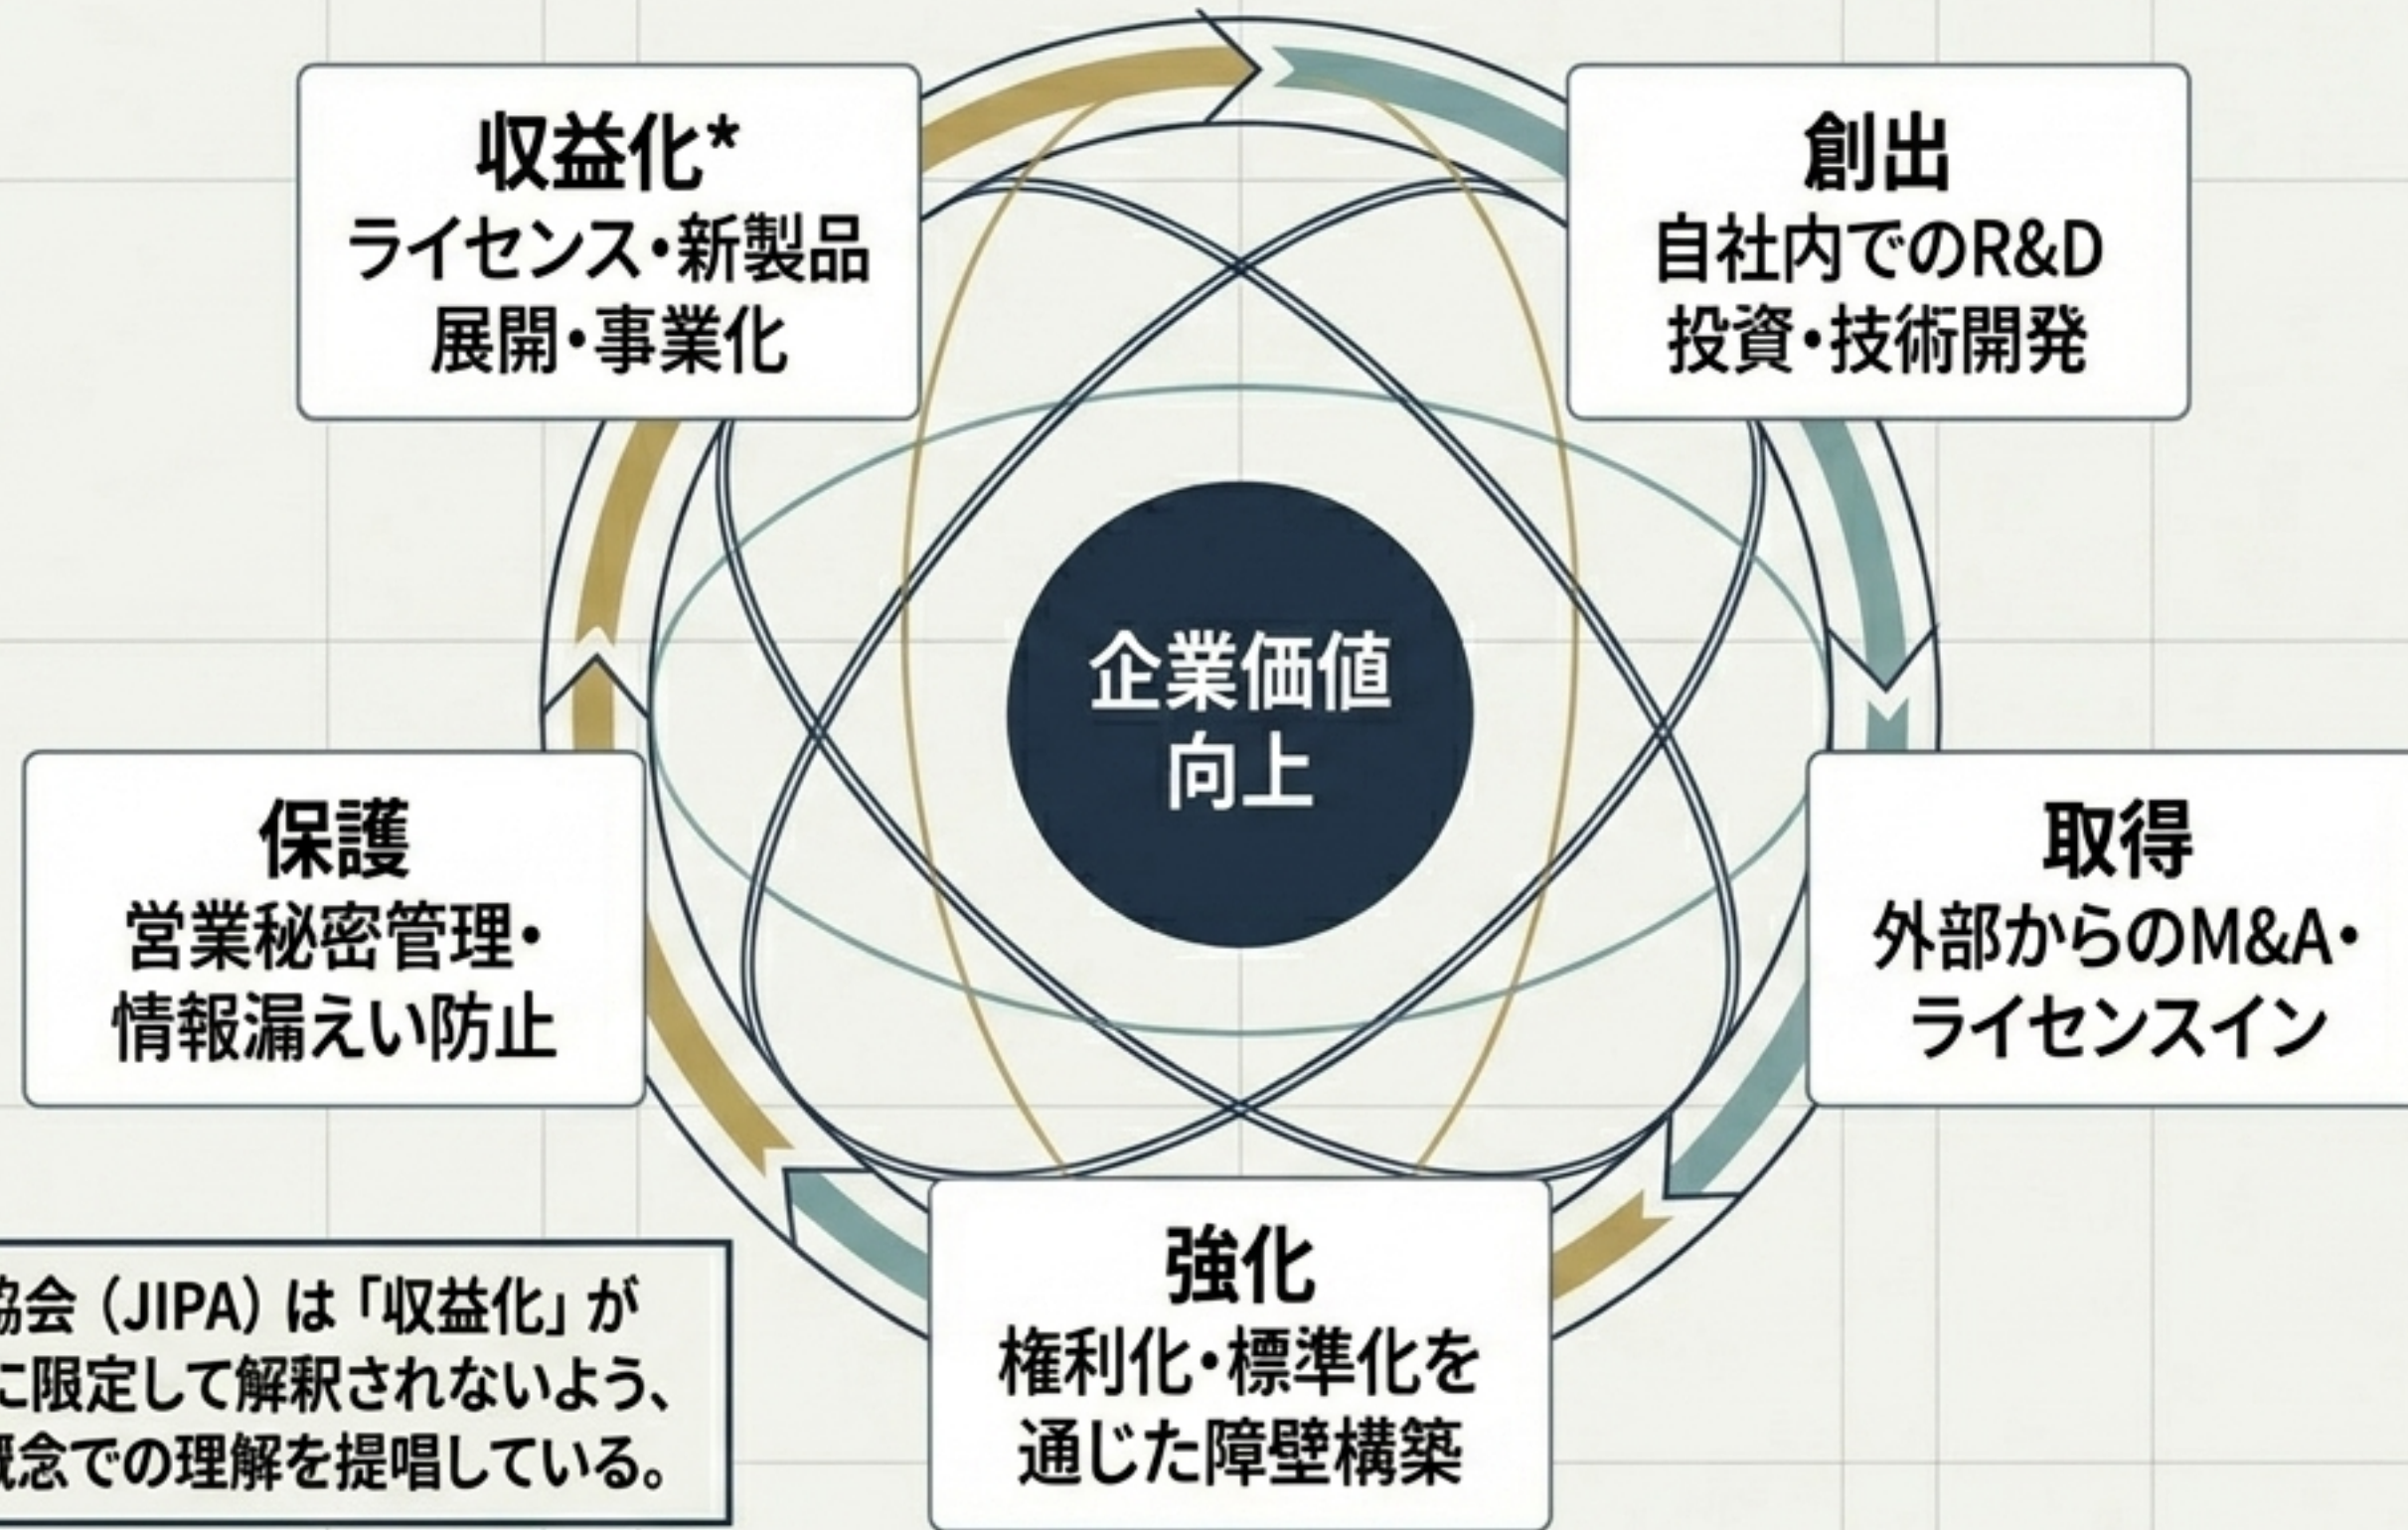 収益化*
ライセンス・新製品
展開・事業化
創出
自社内でのR&D
投資・技術開発
企業価値
向上
保護
営業秘密管理・
情報漏えい防止
取得
外部からのM&A・
ライセンスイン
強化
権利化・標準化を
通じた障壁構築
協会（JIPA）は「収益化」が
に限定して解釈されないよう、
概念での理解を提唱している。